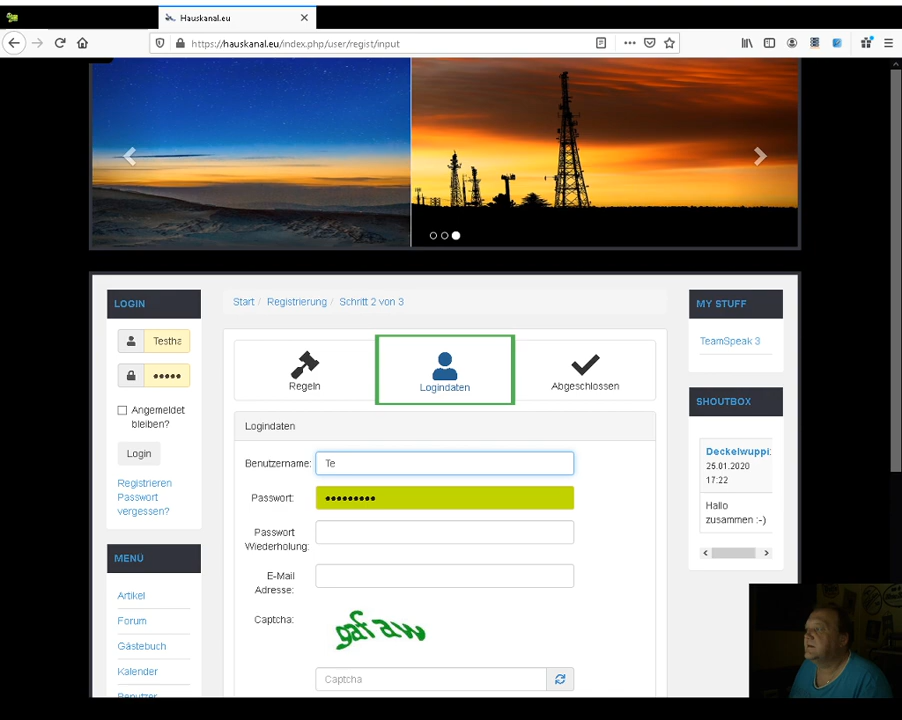 Hauskanal.eu
https://hauskanal.eu/index.php/user/regist/input
LOGIN
Testha
Angemeldet
bleiben?
Login
Registrieren
Passwort
vergessen?
MENÜ
Artikel
Forum
Gästebuch
Kalender
Benutzer
Start / Registrierung / Schritt 2 von 3
Regeln
Logindaten
Abgeschlossen
Logindaten
Benutzername: Te
Passwort:
Passwort
Wiederholung:
E-Mail
Adresse:
Captcha:
Captcha
MY STUFF
TeamSpeak 3
SHOUTBOX
Deckelwuppi:
25.01.2020
17:22
Hallo
zusammen :-)